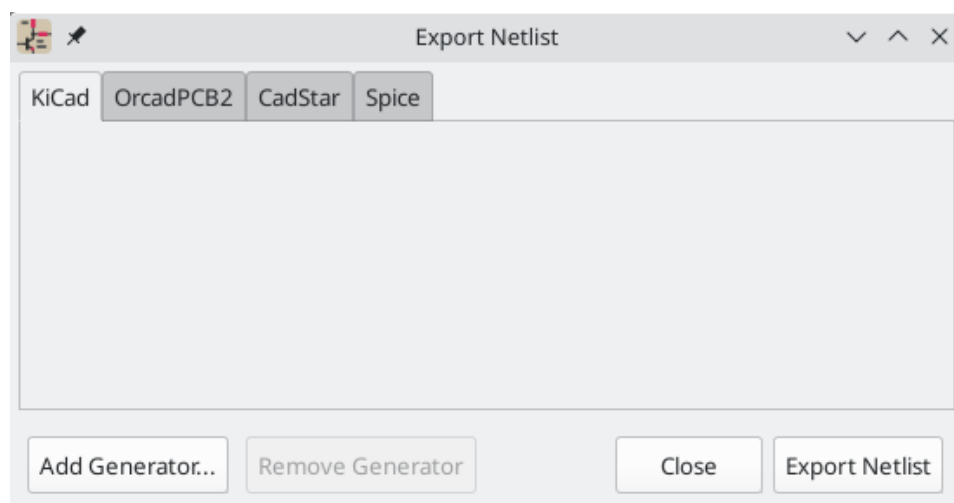 Export Netlist
KiCad OrcadPCB2 CadStar Spice
Add Generator... Remove Generator Close Export Netlist